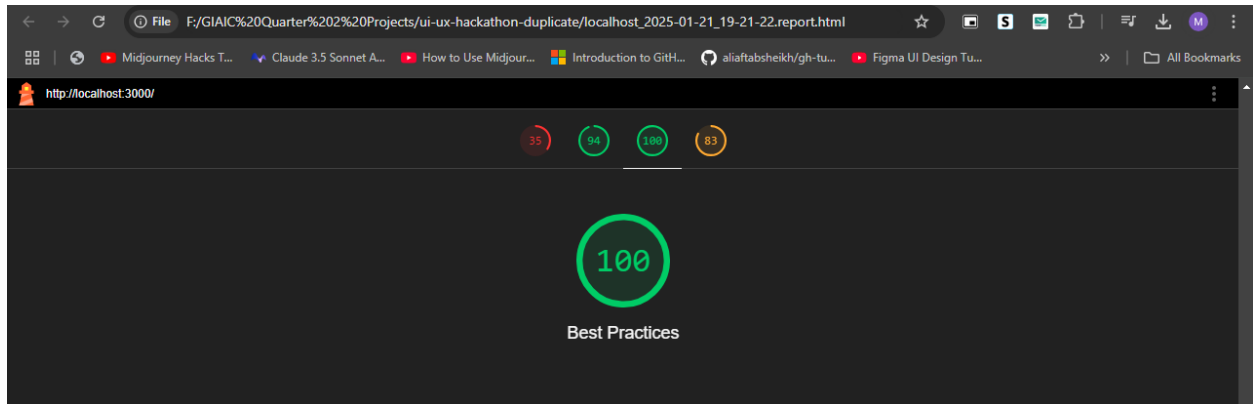 File F:/GIAIC%20Quarter%202%20Projects/ui-ux-hackathon-duplicate/localhost_2025-01-21_19-21-22.report.html S M
Midjourney Hacks T... Claude 3.5 Sonnet A... How to Use Midjour... Introduction to GitH... aliaftabsheikh/gh-tu... Figma UI Design Tu... » All Bookmarks
http://localhost:3000/
35 94 100 83
100
Best Practices